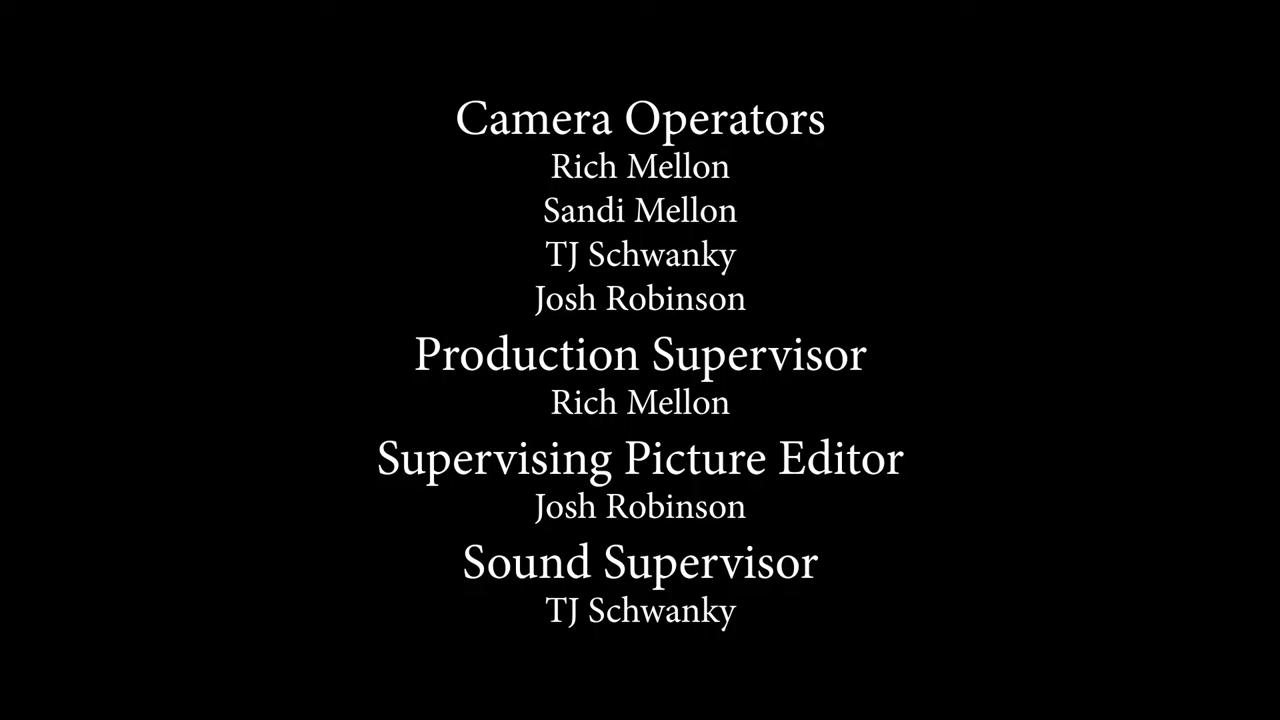 Camera Operators
Rich Mellon
Sandi Mellon
TJ Schwanky
Josh Robinson
Production Supervisor
Rich Mellon
Supervising Picture Editor
Josh Robinson
Sound Supervisor
TJ Schwanky